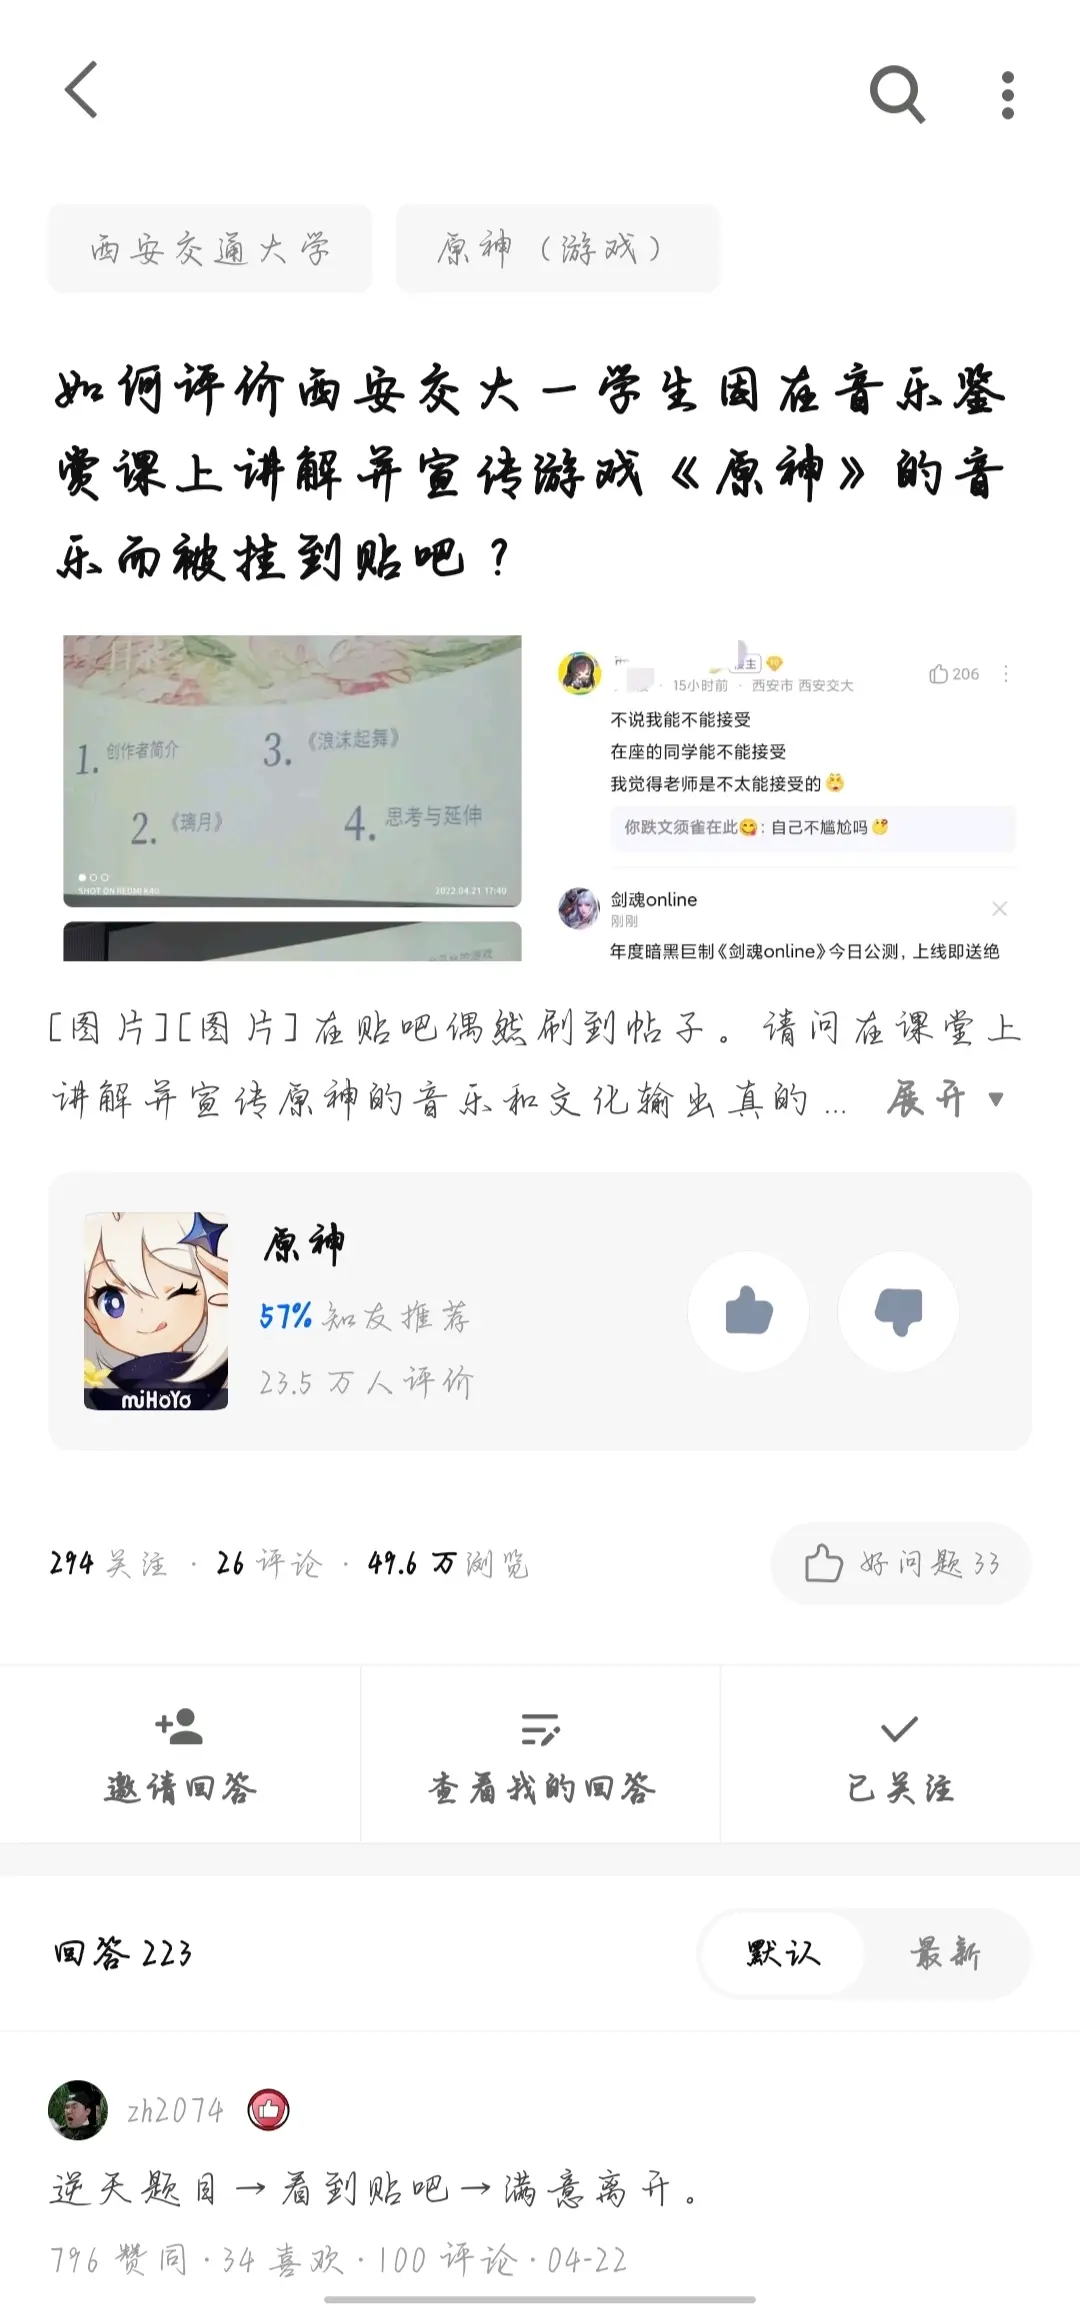 西安交通大学
原神（游戏）
如何评价西安交大一学生因在音乐鉴
赏课上讲解并宣传游戏《原神》的音
乐而被挂到贴吧？
1. 创作者简介
3. 《浪沫起舞》
2. 《璃月》
4. 思考与延伸
SHOT ON REDMI K40
2022.04.21 17:40
楼主
15小时前 · 西安市 西安交大
206
不说我能不能接受
在座的同学能不能接受
我觉得老师是不太能接受的
你跌文须雀在此：自己不尴尬吗
剑魂online
刚刚
年度暗黑巨制《剑魂online》今日公测，上线即送绝
[图片][图片]在贴吧偶然刷到帖子。请问在课堂上
讲解并宣传原神的音乐和文化输出真的... 展开
原神
57%知友推荐
23.5 万人评价
miHoYo
294 关注 · 26 评论 · 49.6 万浏览
好问题 33
邀请回答
查看我的回答
已关注
回答 223
默认
最新
zh2074
逆天题目→看到贴吧→满意离开。
796 赞同 · 34 喜欢 · 100 评论 · 04-22